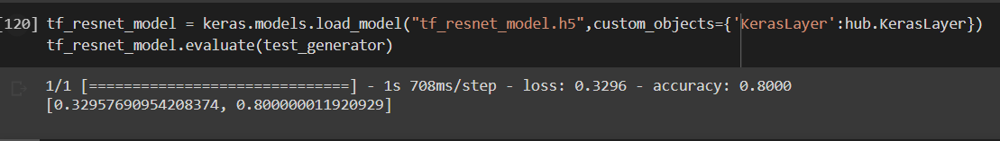 [120] tf_resnet_model = keras.models.load_model("tf_resnet_model.h5",custom_objects={'KerasLayer':hub.KerasLayer})
tf_resnet_model.evaluate(test_generator)
1/1 [==============================] - 1s 708ms/step - loss: 0.3296 - accuracy: 0.8000
[0.32957690954208374, 0.800000011920929]